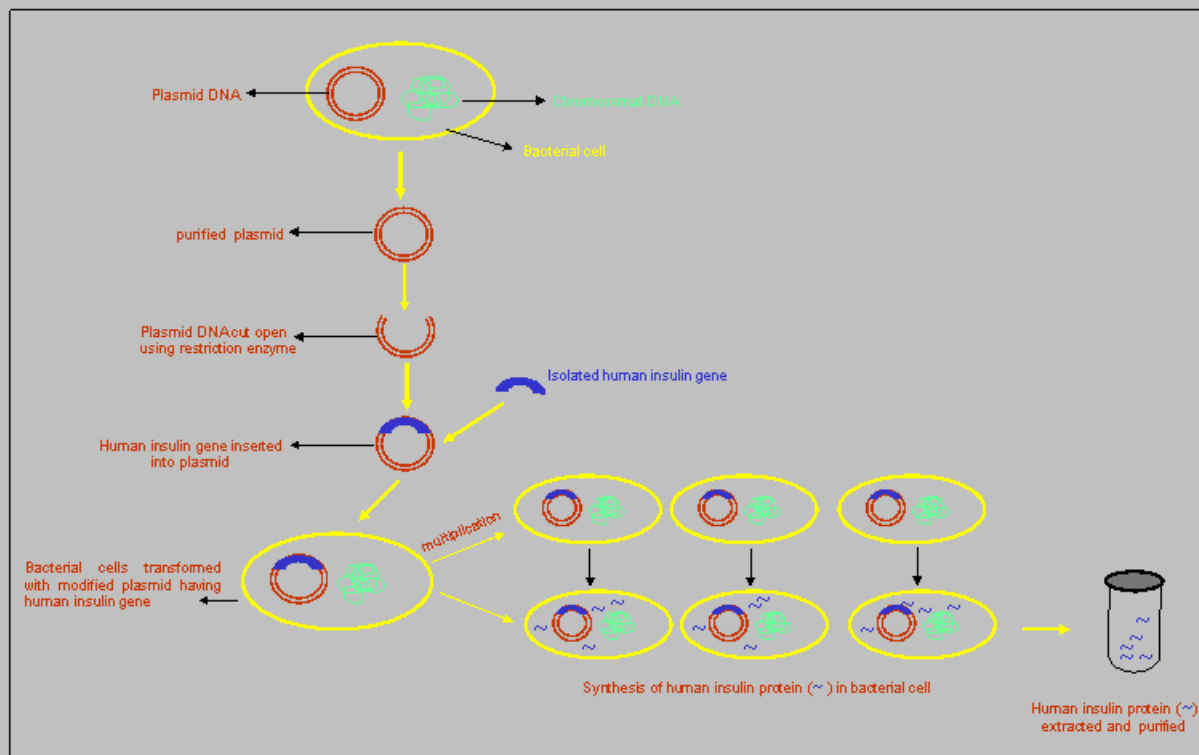 Plasmid DNA
Chromosomal DNA
Bacterial cell
purified plasmid
Plasmid DNA cut open
using restriction enzyme
Isolated human insulin gene
Human insulin gene inserted
into plasmid
multiplication
Bacterial cells transformed
with modified plasmid having
human insulin gene
Synthesis of human insulin protein (~) in bacterial cell
Human insulin protein (~)
extracted and purified